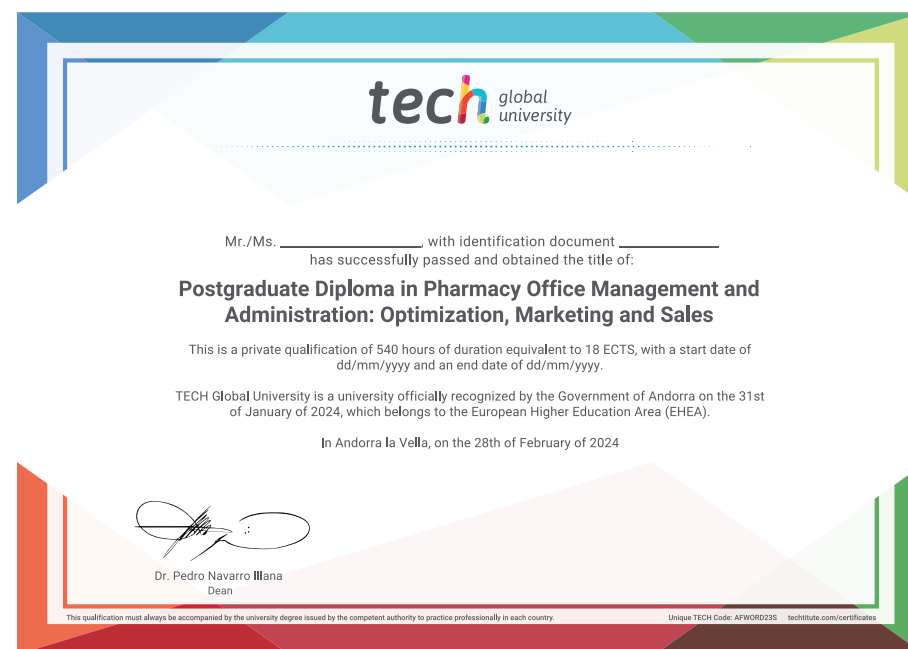 tech global university
Mr./Ms. , with identification document
has successfully passed and obtained the title of:
Postgraduate Diploma in Pharmacy Office Management and
Administration: Optimization, Marketing and Sales
This is a private qualification of 540 hours of duration equivalent to 18 ECTS, with a start date of
dd/mm/yyyy and an end date of dd/mm/yyyy.
TECH Global University is a university officially recognized by the Government of Andorra on the 31st
of January of 2024, which belongs to the European Higher Education Area (EHEA).
In Andorra la Vella, on the 28th of February of 2024
Dr. Pedro Navarro Illana
Dean
This qualification must always be accompanied by the university degree issued by the competent authority to practice professionally in each country.
Unique TECH Code: AFWORD23S techtitute.com/certificates